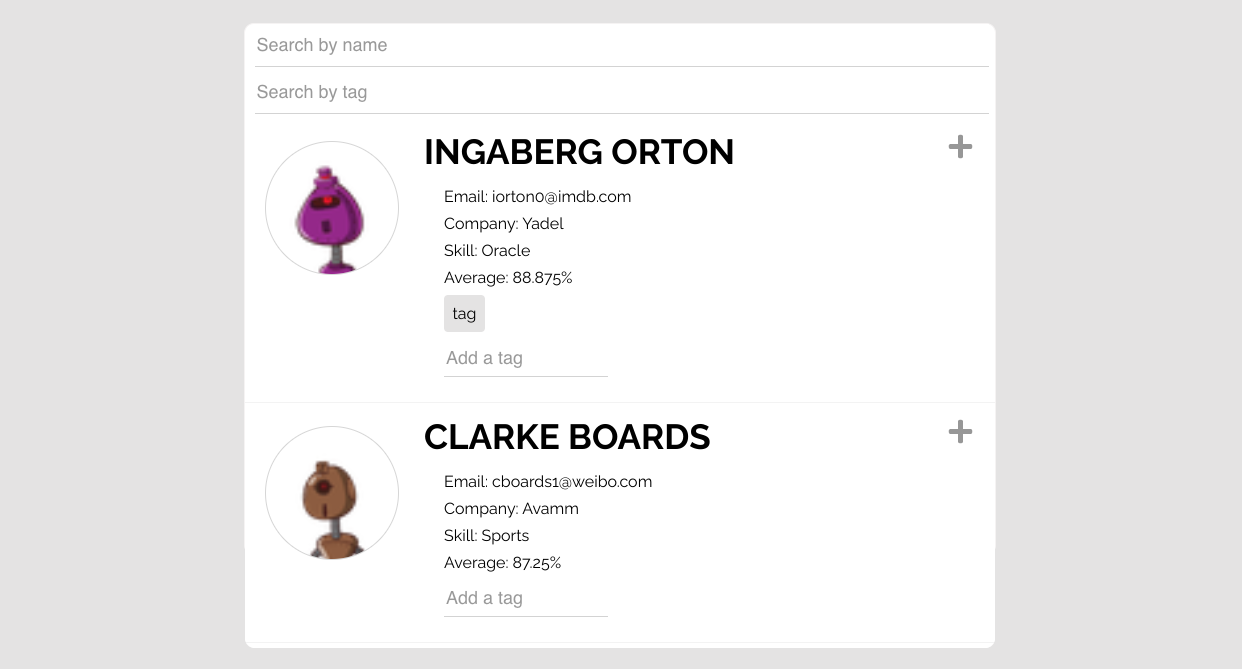 Search by name
Search by tag
INGABERG ORTON
Email: iorton0@imdb.com
Company: Yadel
Skill: Oracle
Average: 88.875%
tag
Add a tag
CLARKE BOARDS
Email: cboards1@weibo.com
Company: Avamm
Skill: Sports
Average: 87.25%
Add a tag